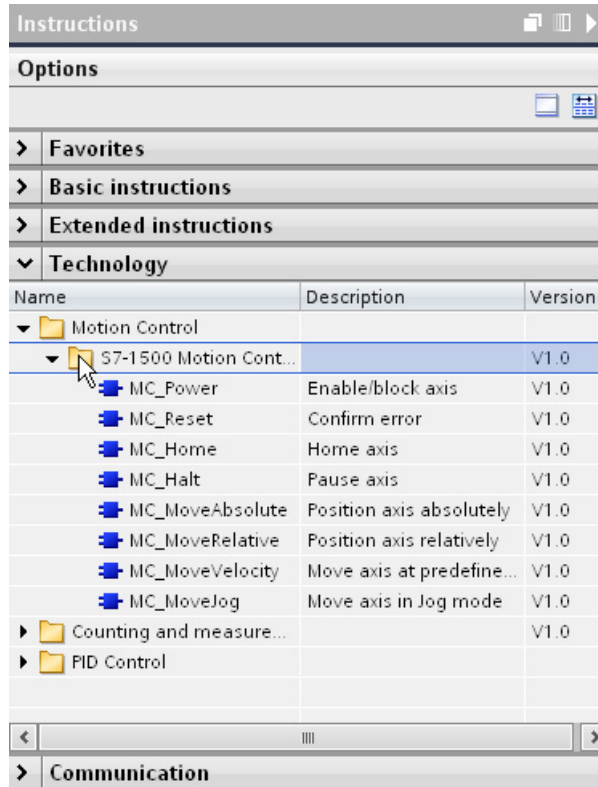 Instructions
Options
Favorites
Basic instructions
Extended instructions
Technology
Name Description Version
Motion Control
S7-1500 Motion Cont... V1.0
MC_Power Enable/block axis V1.0
MC_Reset Confirm error V1.0
MC_Home Home axis V1.0
MC_Halt Pause axis V1.0
MC_MoveAbsolute Position axis absolutely V1.0
MC_MoveRelative Position axis relatively V1.0
MC_MoveVelocity Move axis at predefine... V1.0
MC_MoveJog Move axis in Jog mode V1.0
Counting and measure... V1.0
PID Control
Communication